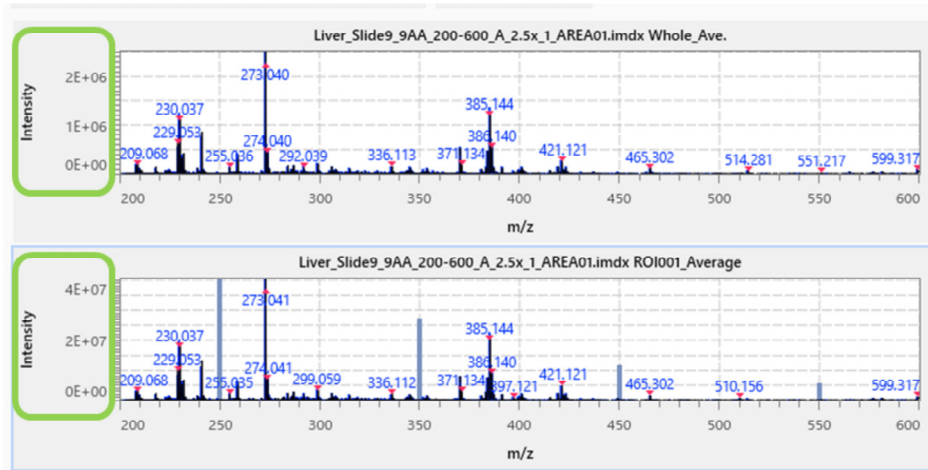 Liver_Slide9_9AA_200-600_A_2.5x_1_AREA01.imdx Whole_Ave.
Intensity
2E+06
1E+06
0E+00
273.040
230.037
229.053
274.040
209.068
255.036
292.039
336.113
385.144
386.140
371.134
421.121
465.302
514.281
551.217
599.317
200 250 300 350 400 450 500 550 600
m/z
Liver_Slide9_9AA_200-600_A_2.5x_1_AREA01.imdx ROI001_Average
Intensity
4E+07
2E+07
0E+00
273.041
230.037
229.053
274.041
209.068
255.035
299.059
336.112
385.144
386.140
371.134
397.121
421.121
465.302
510.156
599.317
200 250 300 350 400 450 500 550 600
m/z